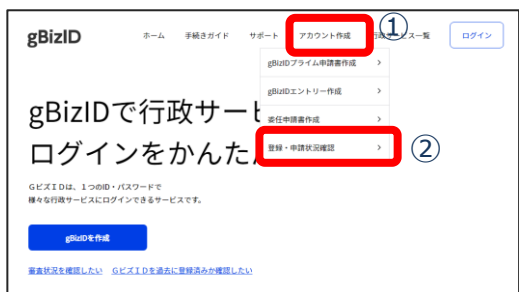 gBizID ホーム 手続きガイド サポート アカウント作成 ① 行政サービス一覧 ログイン
gBizIDプライム申請書作成 >
gBizIDエントリー作成 >
委任申請書作成 >
登録・申請状況確認 > ②
gBizIDで行政サー
ログインをかんた
GビズIDは、1つのID・パスワードで
様々な行政サービスにログインできるサービスです。
gBizIDを作成
審査状況を確認したい GビズIDを過去に登録済みか確認したい